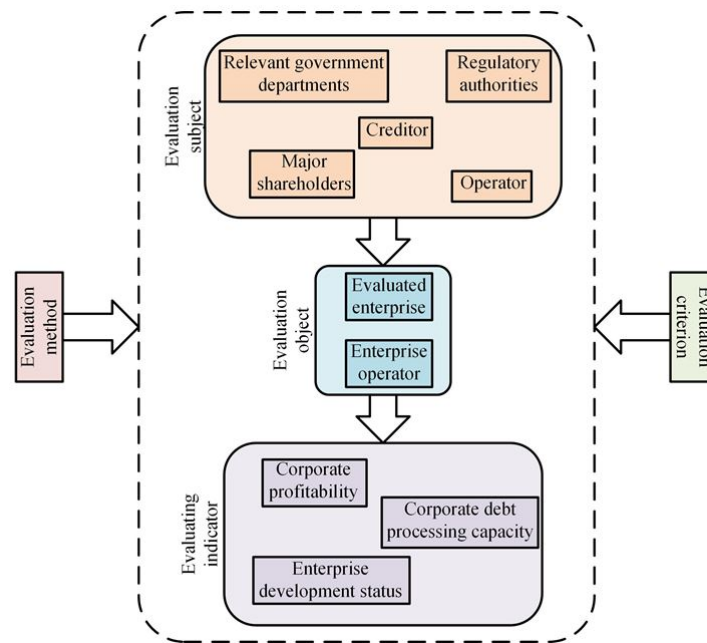 Relevant government
departments
Regulatory
authorities
Evaluation
subject
Creditor
Major
shareholders
Operator
Evaluation
method
Evaluation
object
Evaluated
enterprise
Enterprise
operator
Evaluation
criterion
Evaluating
indicator
Corporate
profitability
Corporate debt
processing capacity
Enterprise
development status